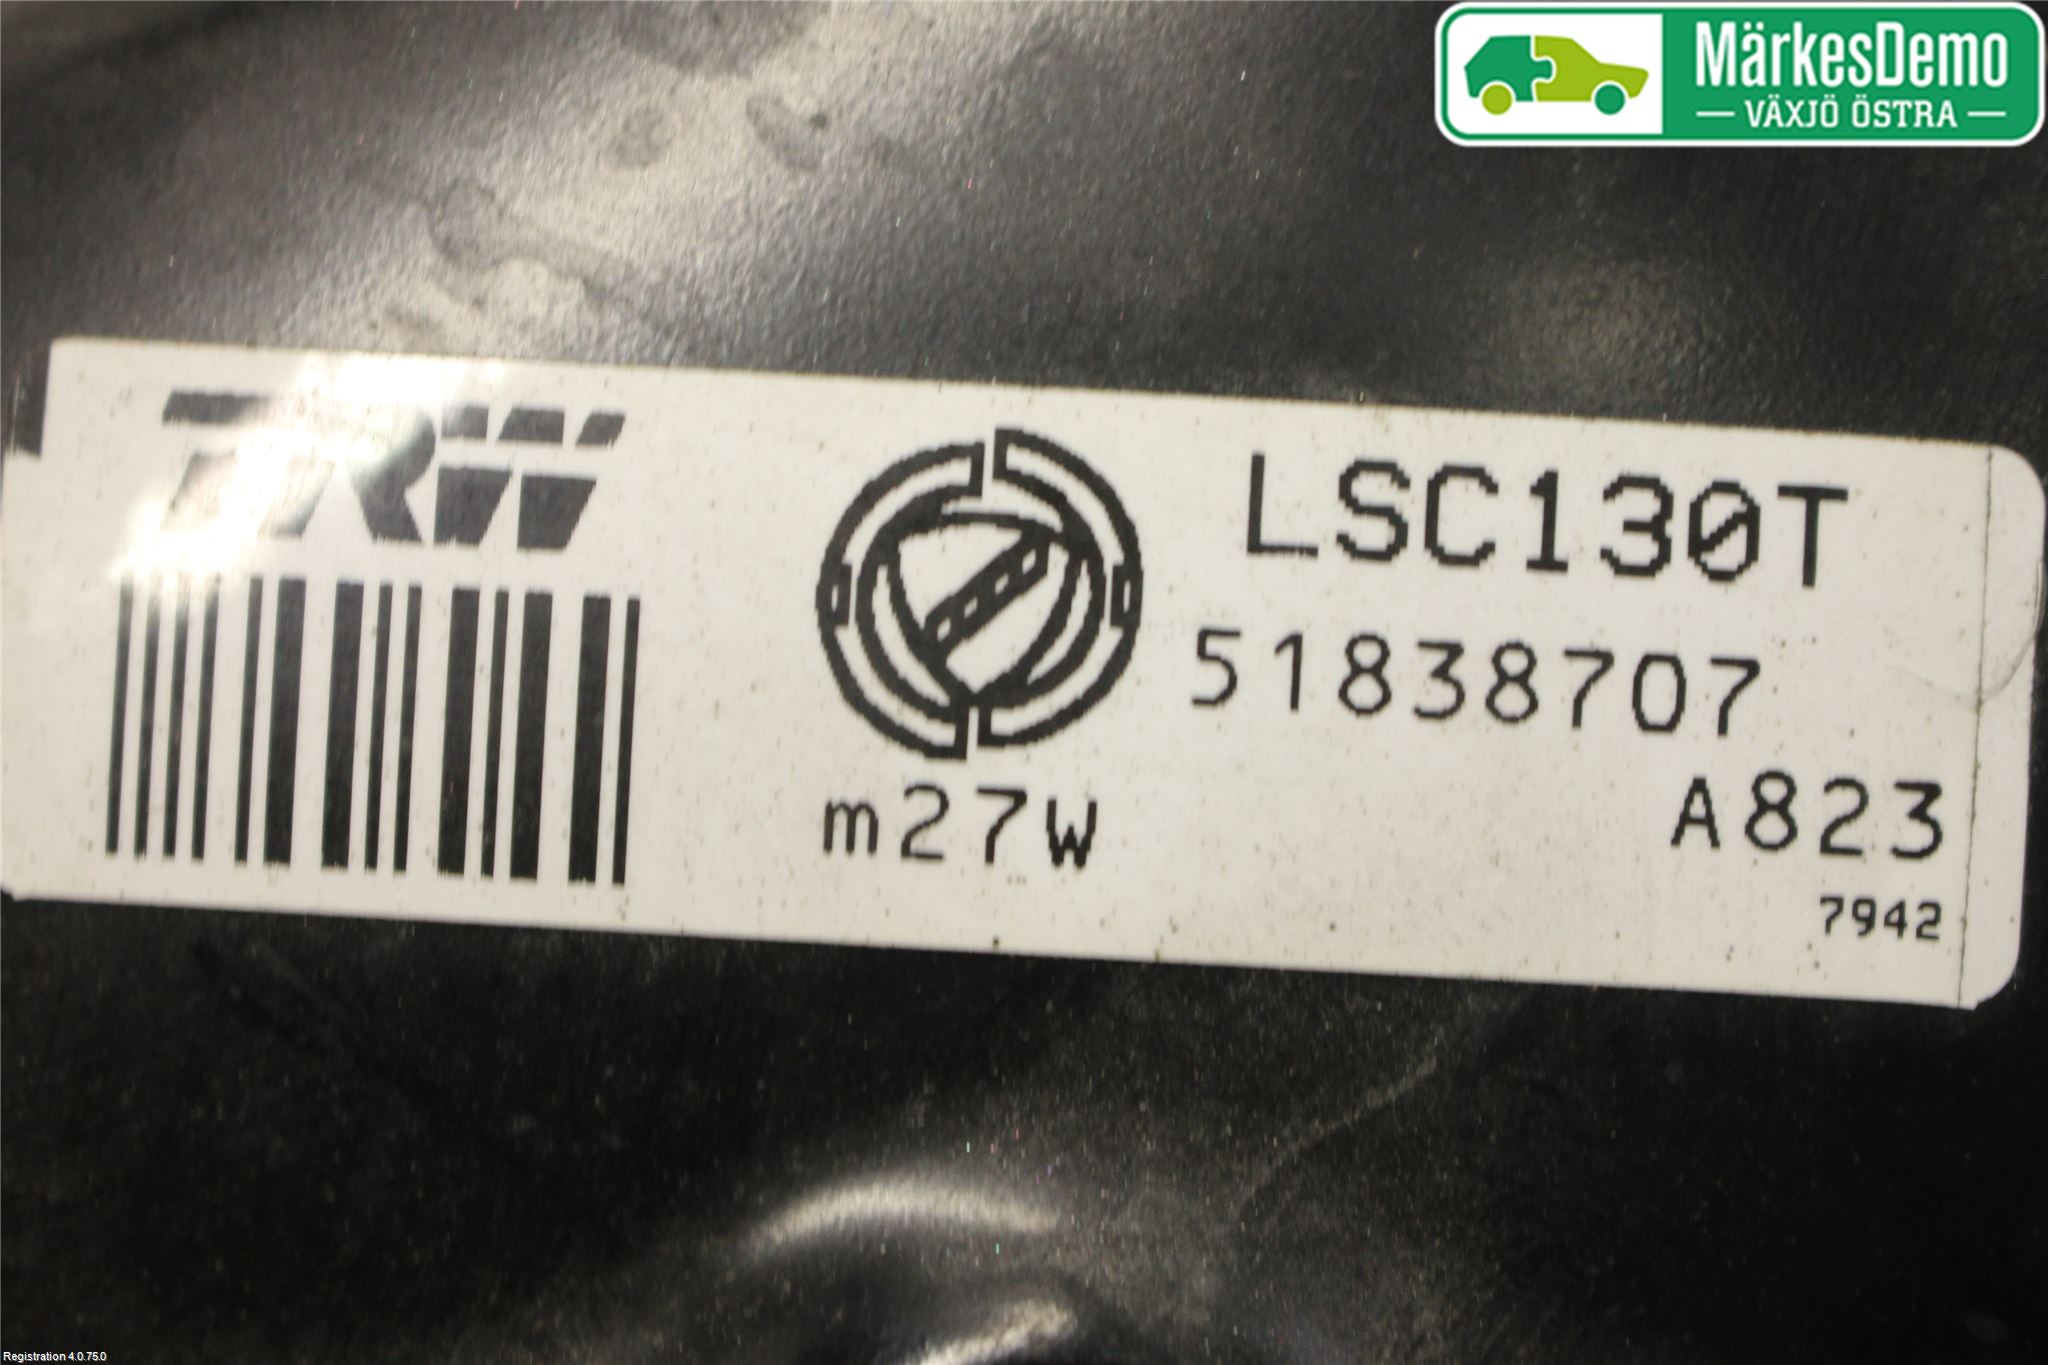 MärkesDemo
VÄXJÖ ÖSTRA
TRW
LSC130T
51838707
m27W
A823
7942
Registration 4.0.75.0